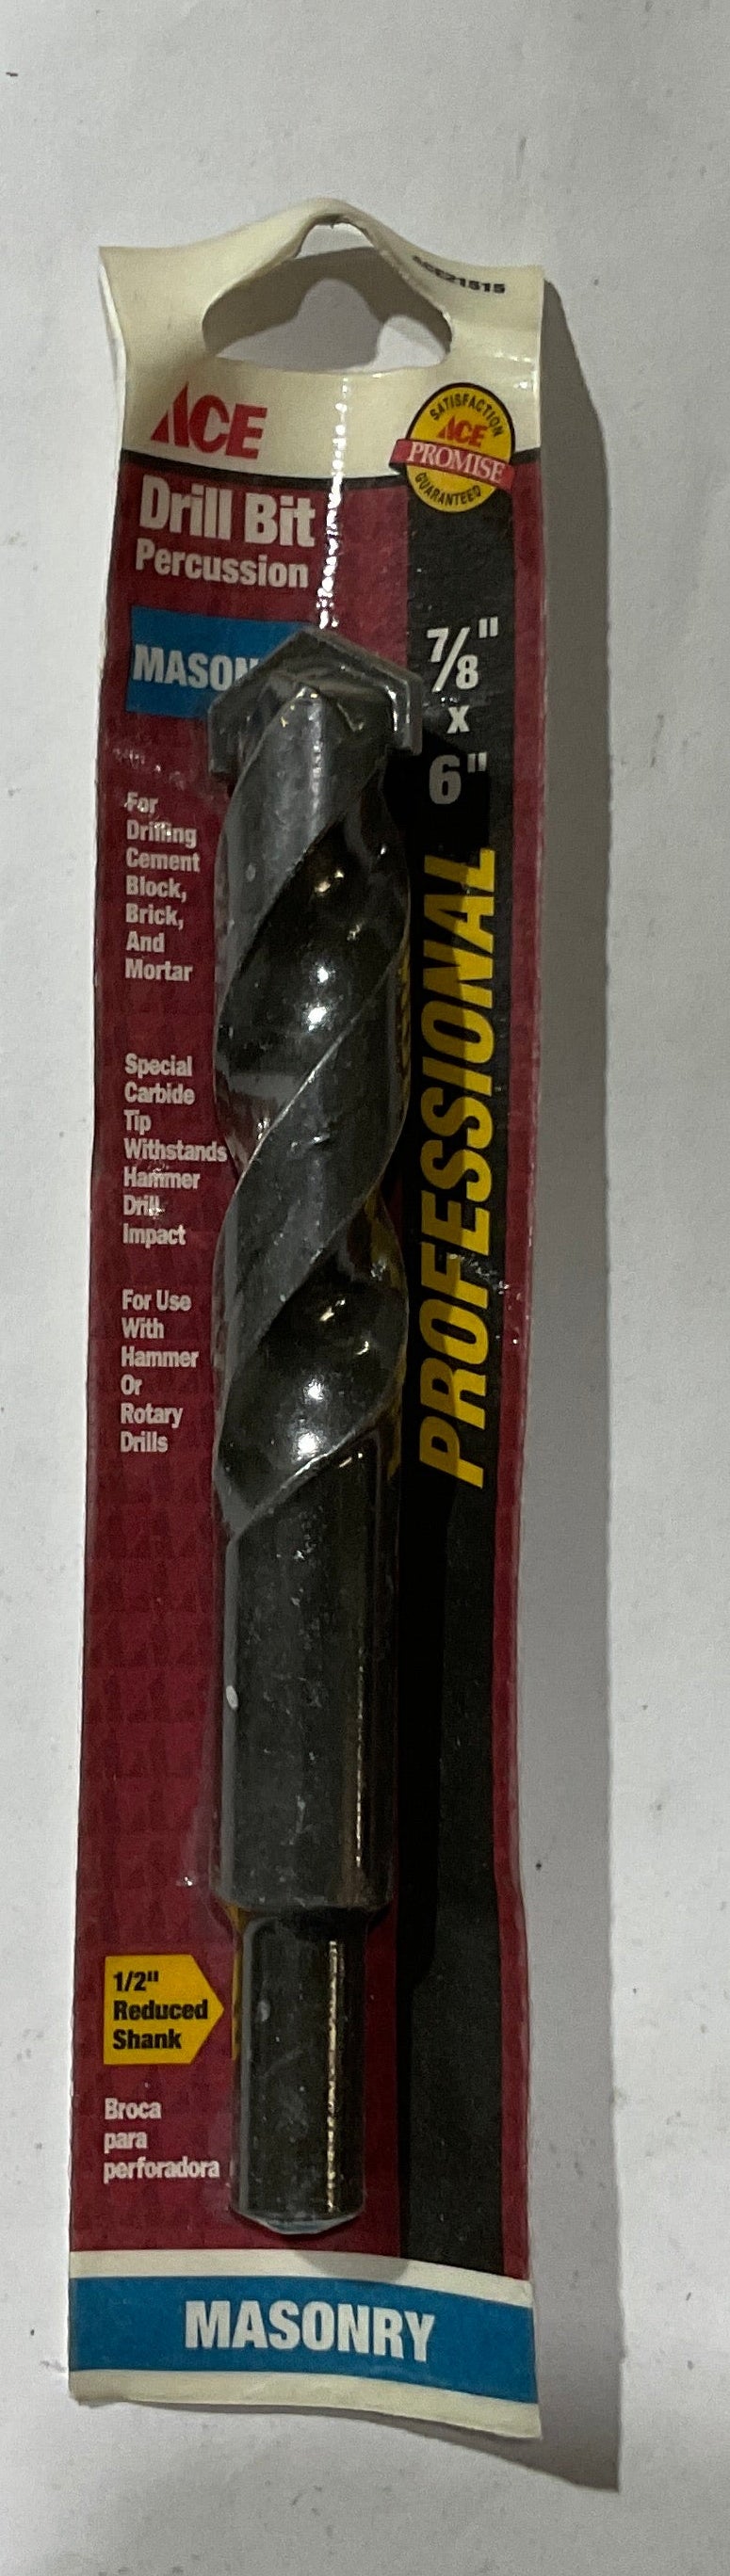 ACE21515
ACE
SATISFACTION
ACE
PROMISE
GUARANTEED
Drill Bit
Percussion
MASON
7/8"
x
6"
For
Drilling
Cement
Block,
Brick,
And
Mortar
PROFESSIONAL
Special
Carbide
Tip
Withstands
Hammer
Drill
Impact
For Use
With
Hammer
Or
Rotary
Drills
1/2"
Reduced
Shank
Broca
para
perforadora
MASONRY